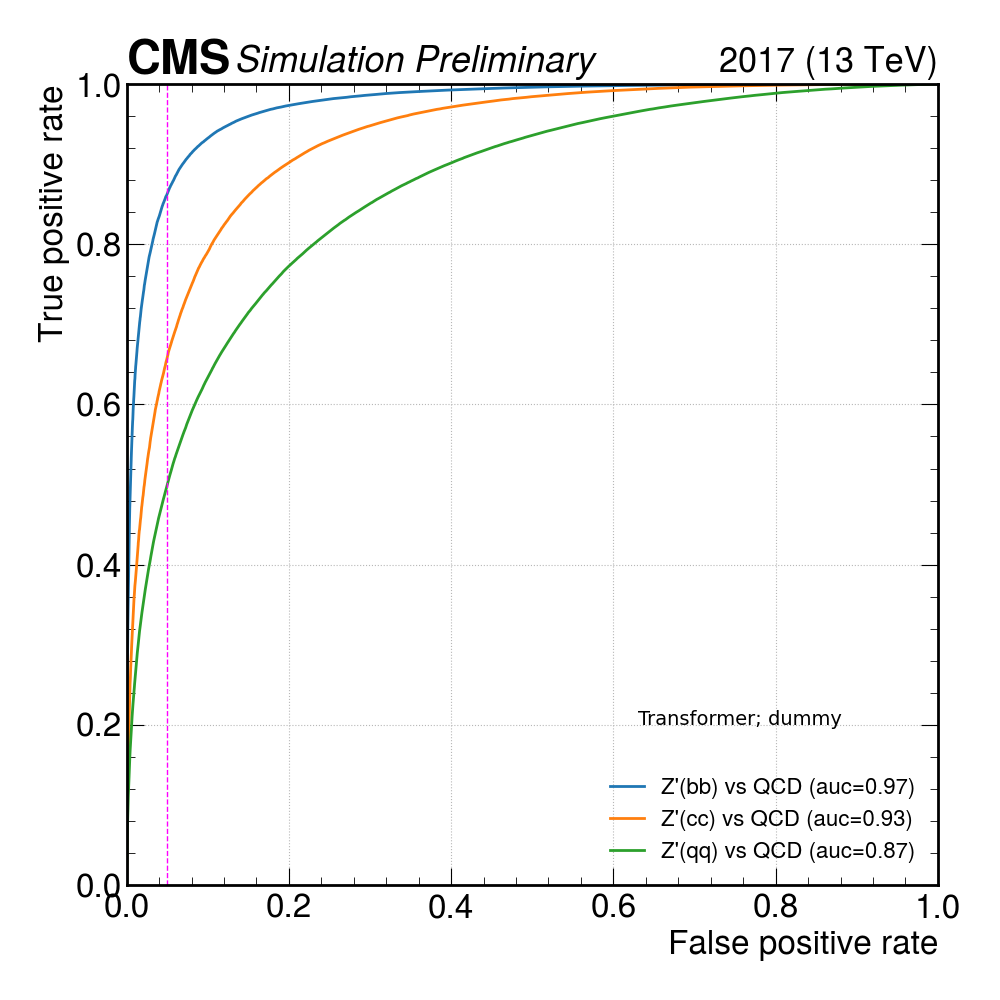 CMS Simulation Preliminary 2017 (13 TeV)
True positive rate
1.0
0.8
0.6
0.4
0.2
0.0
Transformer; dummy
Z'(bb) vs QCD (auc=0.97)
Z'(cc) vs QCD (auc=0.93)
Z'(qq) vs QCD (auc=0.87)
0.0 0.2 0.4 0.6 0.8 1.0
False positive rate